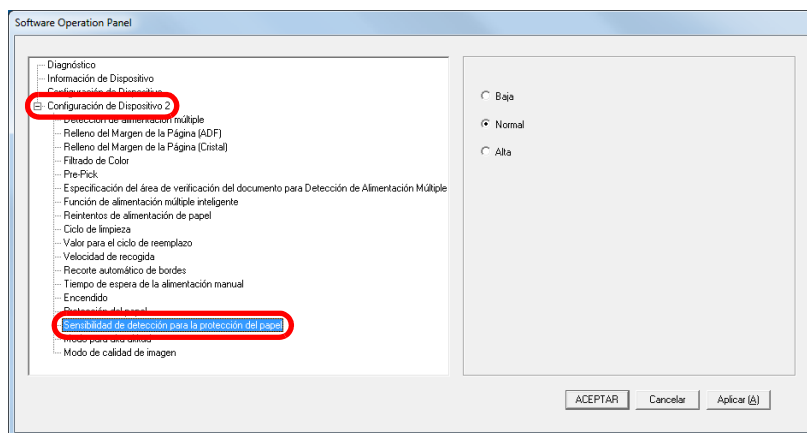 Software Operation Panel
Diagnóstico
Información de Dispositivo
Configuración de Dispositivo
Configuración de Dispositivo 2
Detección de alimentación múltiple
Relleno del Margen de la Página (ADF)
Relleno del Margen de la Página (Cristal)
Filtrado de Color
Pre-Pick
Especificación del área de verificación del documento para Detección de Alimentación Múltiple
Función de alimentación múltiple inteligente
Reintentos de alimentación de papel
Ciclo de limpieza
Valor para el ciclo de reemplazo
Velocidad de recogida
Recorte automático de bordes
Tiempo de espera de la alimentación manual
Encendido
Protección del papel
Sensibilidad de detección para la protección del papel
Modo para alta altitud
Modo de calidad de imagen
Baja
Normal
Alta
ACEPTAR
Cancelar
Aplicar (A)